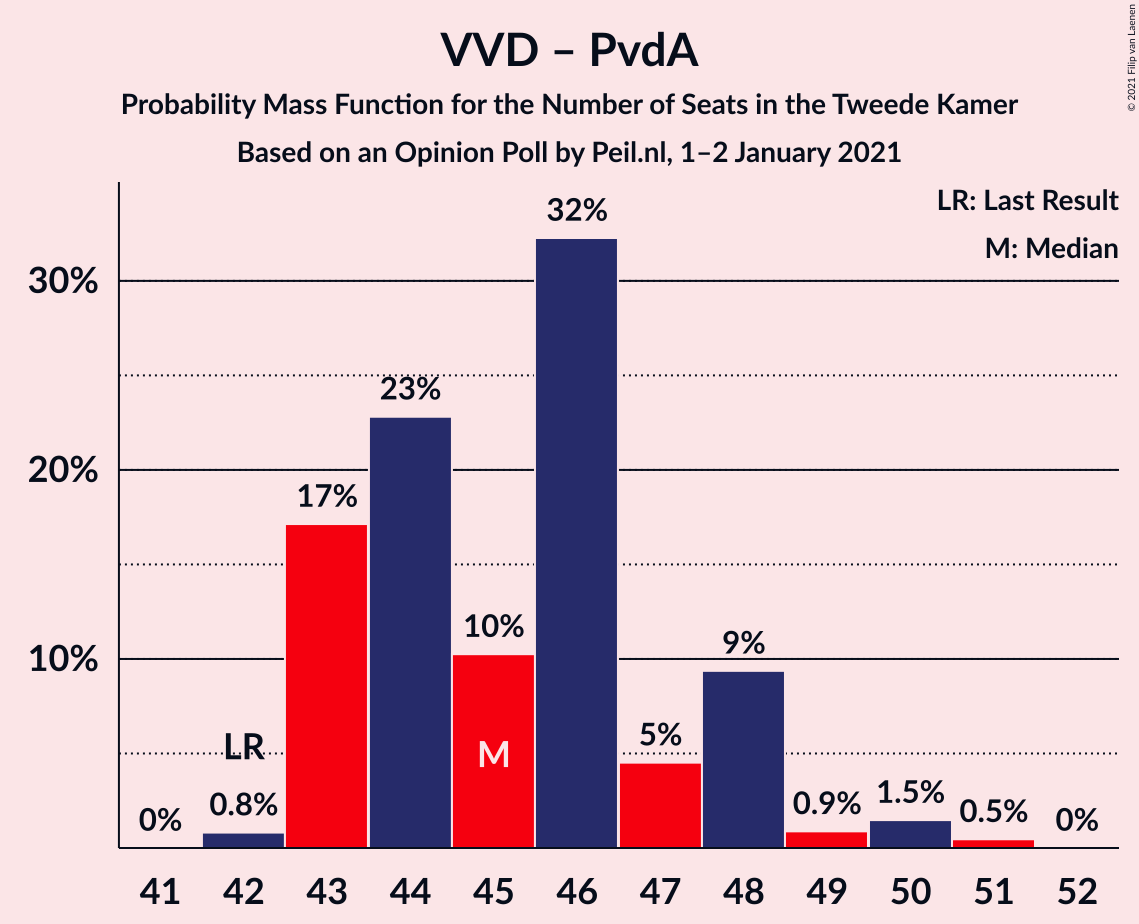 VVD – PvdA
Probability Mass Function for the Number of Seats in the Tweede Kamer
Based on an Opinion Poll by Peil.nl, 1–2 January 2021
© 2021 Filip van Laenen
LR: Last Result
M: Median
30%
20%
10%
0%
0.8%
LR
17%
23%
10%
M
32%
5%
9%
0.9%
1.5%
0.5%
0%
41 42 43 44 45 46 47 48 49 50 51 52